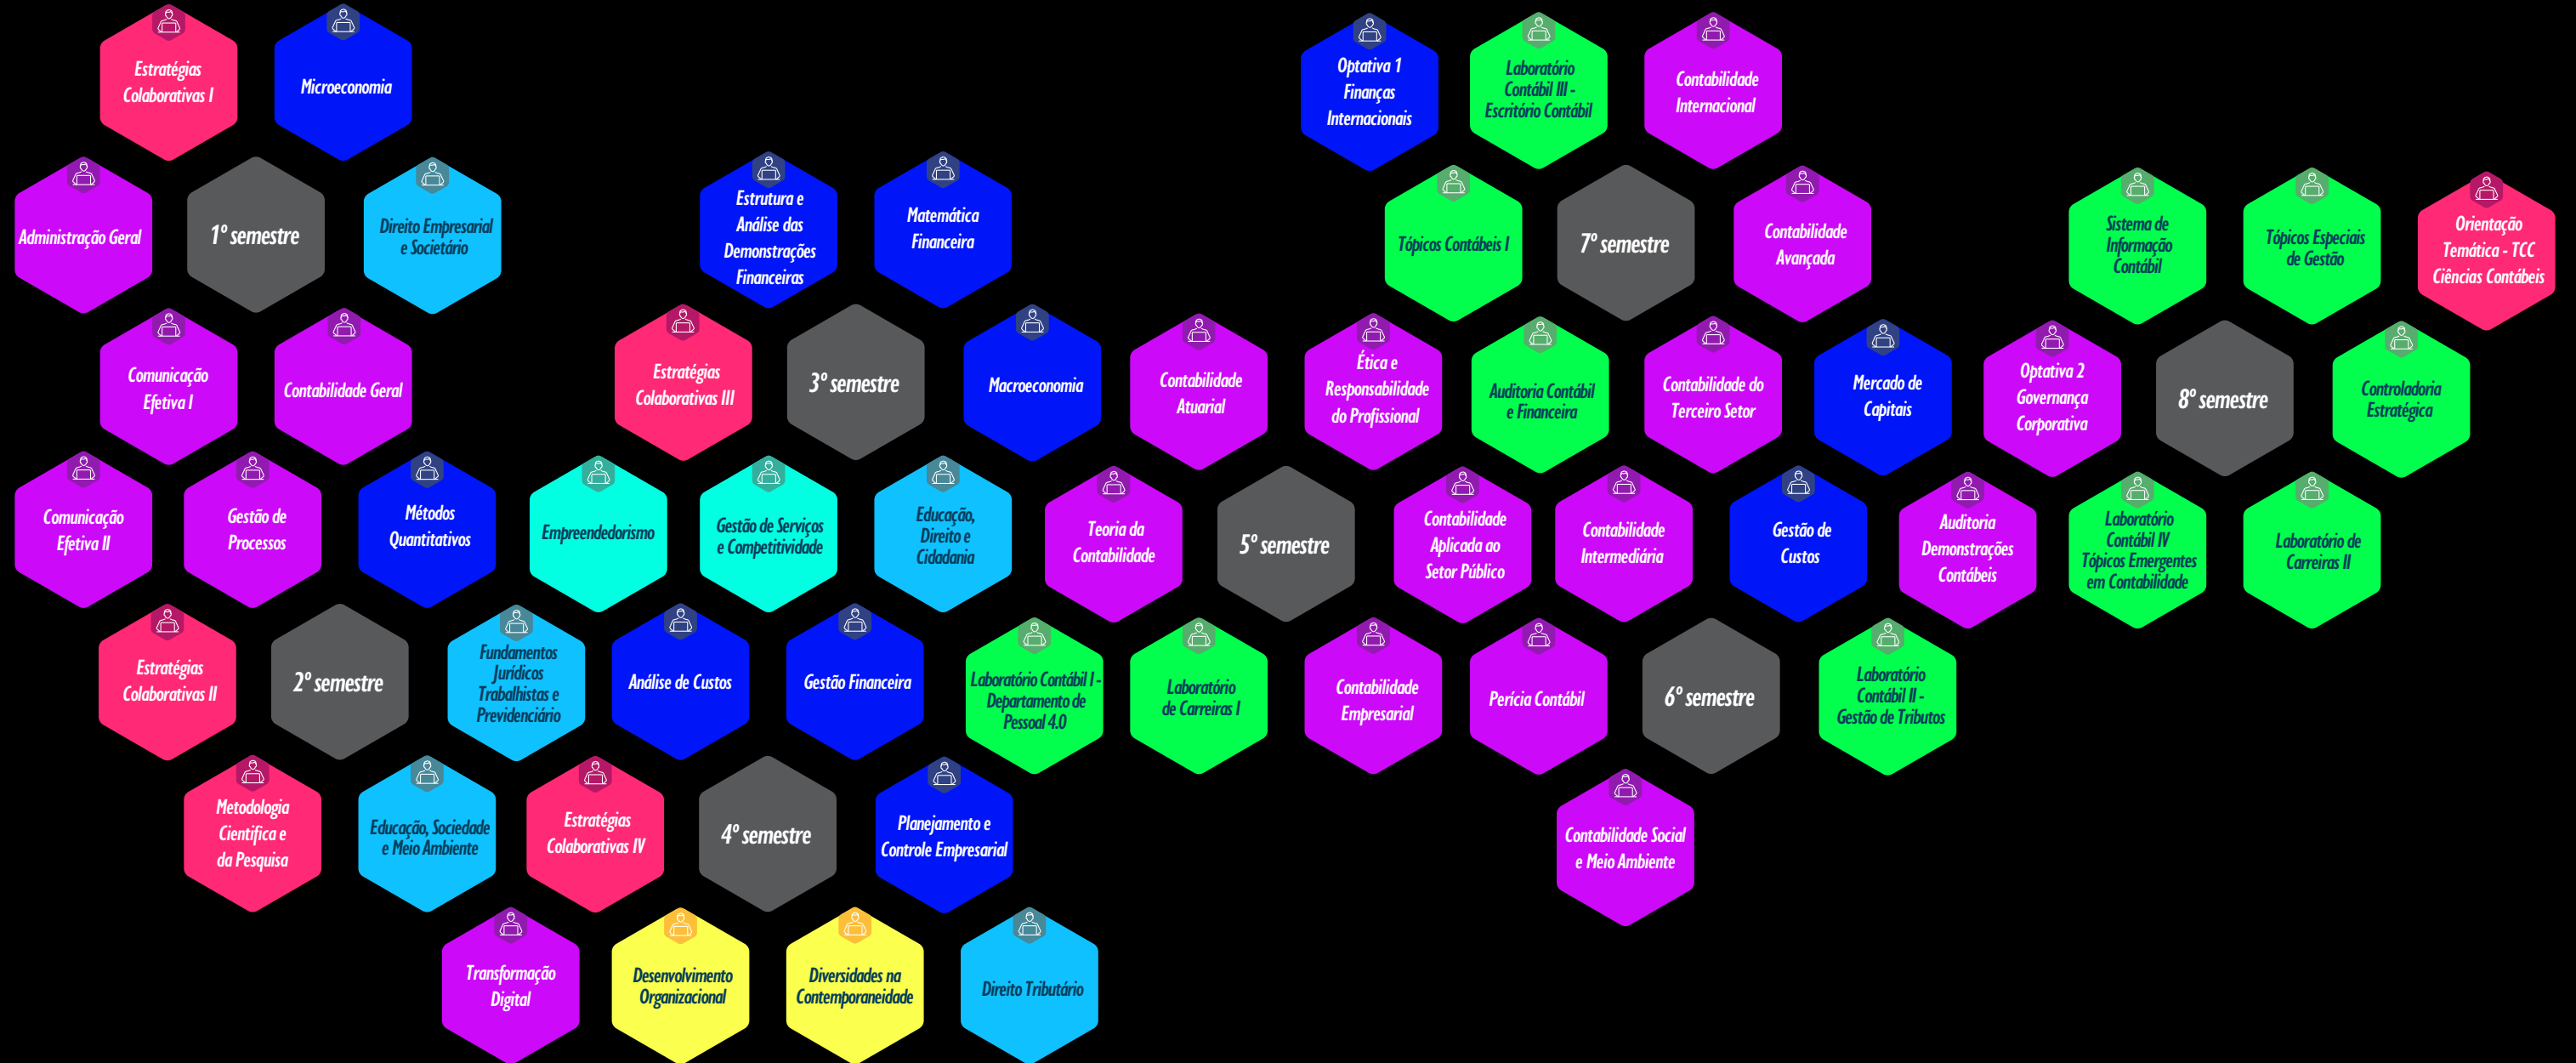 Estratégias
Colaborativas I
Microeconomia
Administração Geral
1º semestre
Direito Empresarial
e Societário
Comunicação
Efetiva I
Contabilidade Geral
Comunicação
Efetiva II
Gestão de
Processos
Métodos
Quantitativos
Estratégias
Colaborativas II
2º semestre
Fundamentos
Jurídicos
Trabalhistas e
Previdenciário
Metodologia
Científica e
da Pesquisa
Educação, Sociedade
e Meio Ambiente
Estrutura e
Análise das
Demonstrações
Financeiras
Matemática
Financeira
Estratégias
Colaborativas III
3º semestre
Macroeconomia
Empreendedorismo
Gestão de Serviços
e Competitividade
Educação,
Direito e
Cidadania
Análise de Custos
Gestão Financeira
Estratégias
Colaborativas IV
4º semestre
Planejamento e
Controle Empresarial
Transformação
Digital
Desenvolvimento
Organizacional
Diversidades na
Contemporaneidade
Direito Tributário
Contabilidade
Atuarial
Ética e
Responsabilidade
do Profissional
Teoria da
Contabilidade
5º semestre
Contabilidade
Aplicada ao
Setor Público
Laboratório Contábil I -
Departamento de
Pessoal 4.0
Laboratório
de Carreiras I
Contabilidade
Empresarial
Contabilidade
Intermediária
Gestão de
Custos
Perícia Contábil
6º semestre
Laboratório
Contábil II -
Gestão de Tributos
Contabilidade Social
e Meio Ambiente
Optativa 1
Finanças
Internacionais
Laboratório
Contábil III -
Escritório Contábil
Contabilidade
Internacional
Tópicos Contábeis I
7º semestre
Contabilidade
Avançada
Auditoria Contábil
e Financeira
Contabilidade do
Terceiro Setor
Mercado de
Capitais
Sistema de
Informação
Contábil
Tópicos Especiais
de Gestão
Orientação
Temática - TCC
Ciências Contábeis
Optativa 2
Governança
Corporativa
8º semestre
Controladoria
Estratégica
Auditoria
Demonstrações
Contábeis
Laboratório
Contábil IV
Tópicos Emergentes
em Contabilidade
Laboratório de
Carreiras II